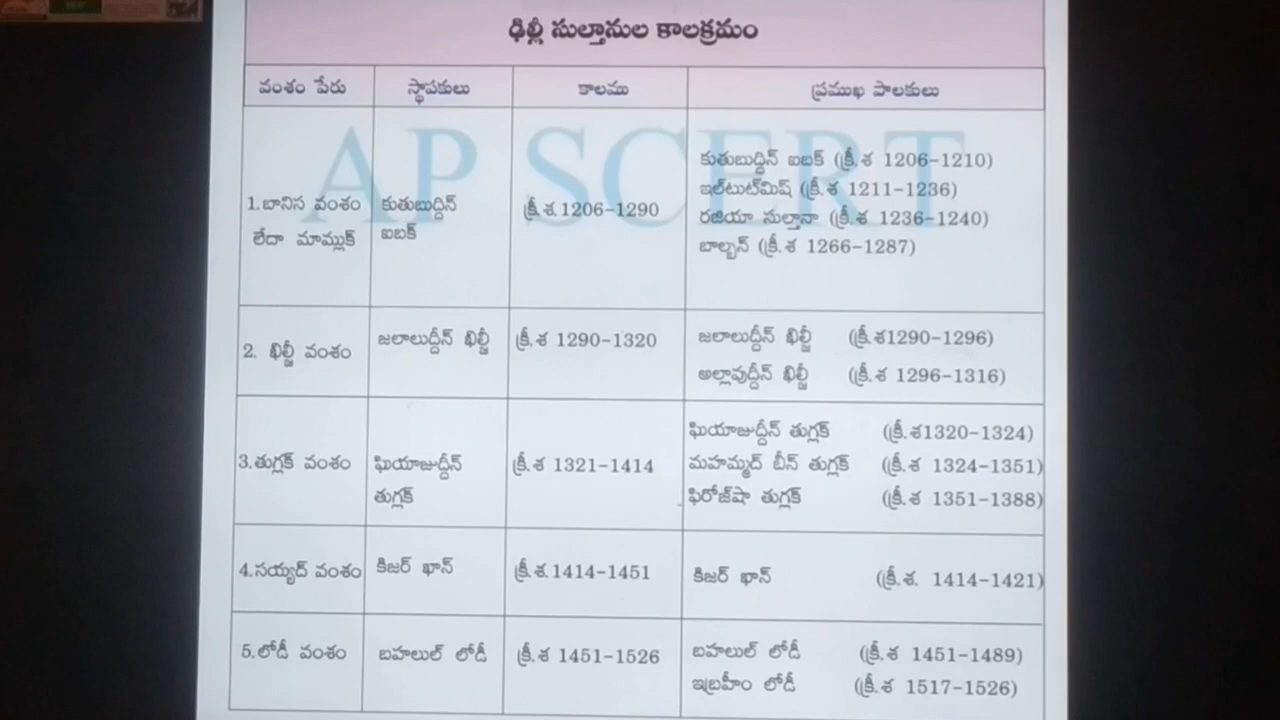 ఢిల్లీ సుల్తానుల కాలక్రమం
వంశం పేరు స్థాపకులు కాలము ప్రముఖ పాలకులు
AP SCERT
కుతుబుద్దిన్ ఐబక్ (క్రీ.శ 1206-1210)
ఇల్‌టుట్‌మిష్ (క్రీ.శ 1211-1236)
1.బానిస వంశం కుతుబుద్దిన్ క్రీ.శ.1206-1290 రజియా సుల్తానా (క్రీ.శ 1236-1240)
లేదా మామ్లుక్ ఐబక్ బాల్బన్ (క్రీ.శ 1266-1287)
2. ఖిల్జీ వంశం జలాలుద్దీన్ ఖిల్జీ క్రీ.శ 1290-1320 జలాలుద్దీన్ ఖిల్జీ (క్రీ.శ1290-1296)
అల్లావుద్దీన్ ఖిల్జీ (క్రీ.శ 1296-1316)
ఘియాజుద్దీన్ తుగ్లక్ (క్రీ.శ1320-1324)
3.తుగ్లక్ వంశం ఘియాజుద్దీన్ క్రీ.శ 1321-1414 మహమ్మద్ బీన్ తుగ్లక్ (క్రీ.శ 1324-1351)
తుగ్లక్ ఫిరోజ్‌షా తుగ్లక్ (క్రీ.శ 1351-1388)
4.సయ్యద్ వంశం కిజర్ ఖాన్ క్రీ.శ.1414-1451 కిజర్ ఖాన్ (క్రీ.శ. 1414-1421)
5.లోడీ వంశం బహలుల్ లోడీ క్రీ.శ 1451-1526 బహలుల్ లోడీ (క్రీ.శ 1451-1489)
ఇబ్రహీం లోడీ (క్రీ.శ 1517-1526)